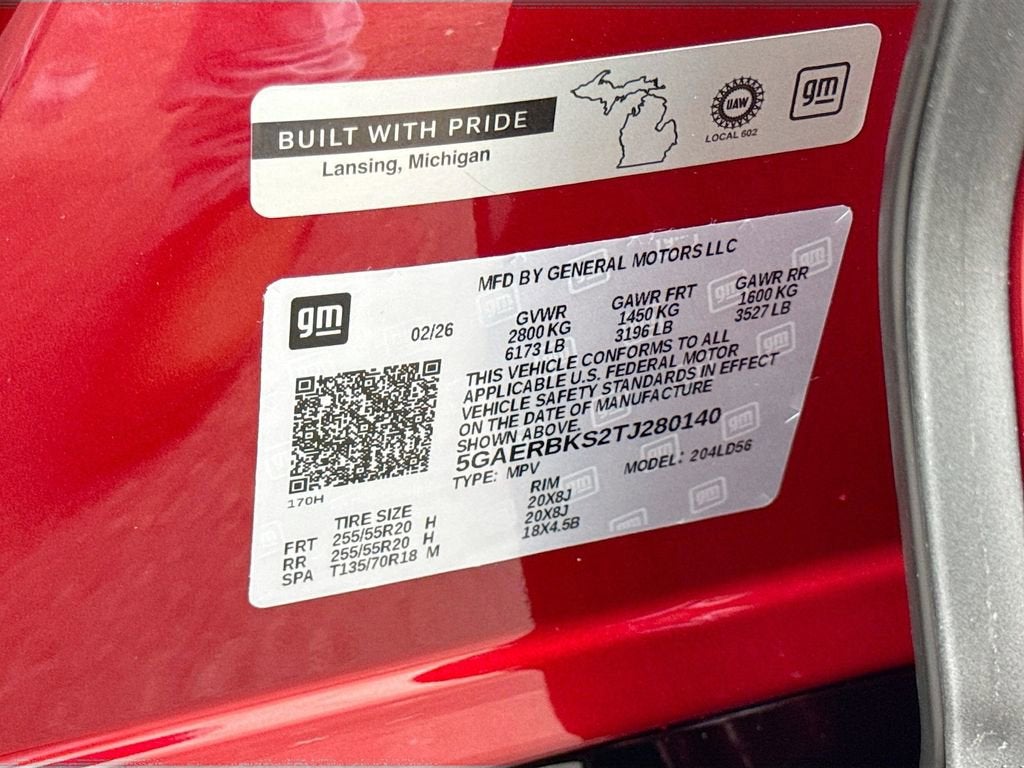 BUILT WITH PRIDE
Lansing, Michigan
UAW
LOCAL 602
gm
MFD BY GENERAL MOTORS LLC
gm
02/26
GVWR GAWR FRT GAWR RR
2800 KG 1450 KG 1600 KG
6173 LB 3196 LB 3527 LB
THIS VEHICLE CONFORMS TO ALL
APPLICABLE U.S. FEDERAL MOTOR
VEHICLE SAFETY STANDARDS IN EFFECT
ON THE DATE OF MANUFACTURE
SHOWN ABOVE.
5GAERBKS2TJ280140
TYPE: MPV MODEL: 204LD56
170H
TIRE SIZE RIM
FRT 255/55R20 H 20X8J
RR 255/55R20 H 20X8J
SPA T135/70R18 M 18X4.5B